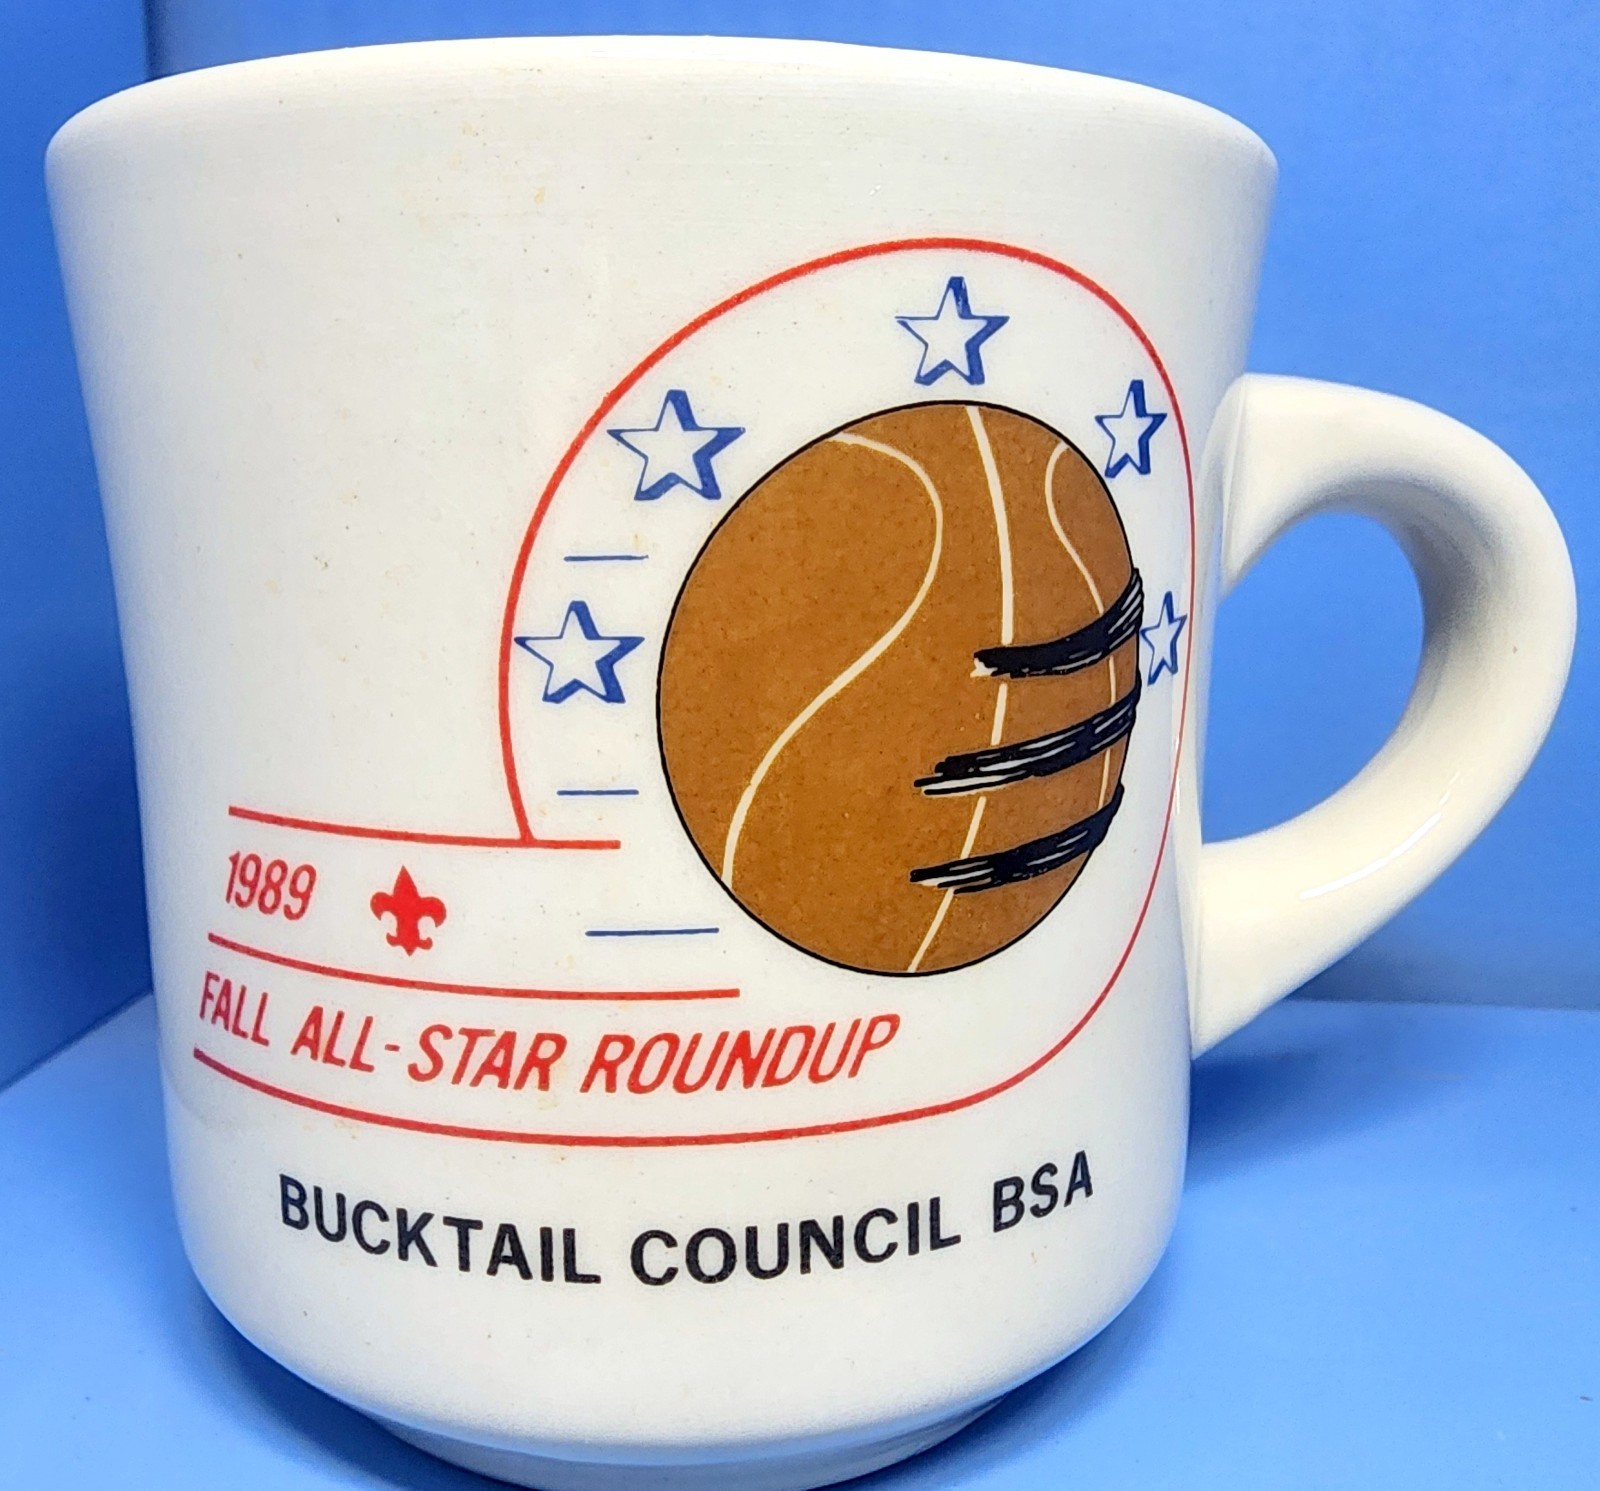 1989
FALL ALL-STAR ROUNDUP
BUCKTAIL COUNCIL BSA